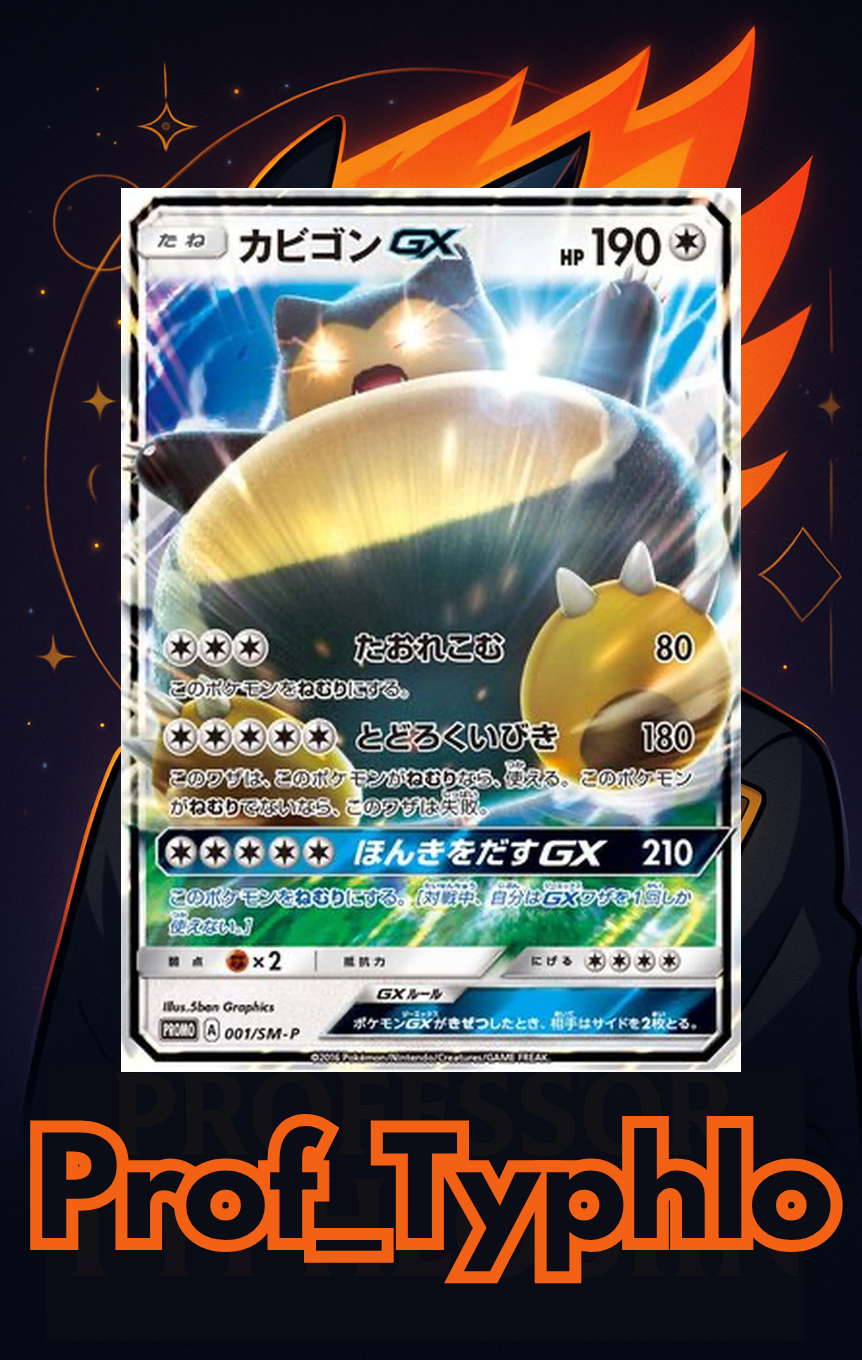 たね カビゴンGX HP 190
たおれこむ 80
このポケモンをねむりにする。
とどろくいびき 180
このワザは、このポケモンがねむりなら、使える。このポケモン
がねむりでないなら、このワザは失敗。
ほんきをだすGX 210
このポケモンをねむりにする。[対戦中、自分はGXワザを1回しか
使えない。]
弱点 ×2 抵抗力 にげる
GXルール
Illus.5ban Graphics
ポケモンGXがきぜつしたとき、相手はサイドを2枚とる。
PROMO A 001/SM-P
©2016 Pokémon/Nintendo/Creatures/GAME FREAK.
PROFESSOR
Prof_Typhlo